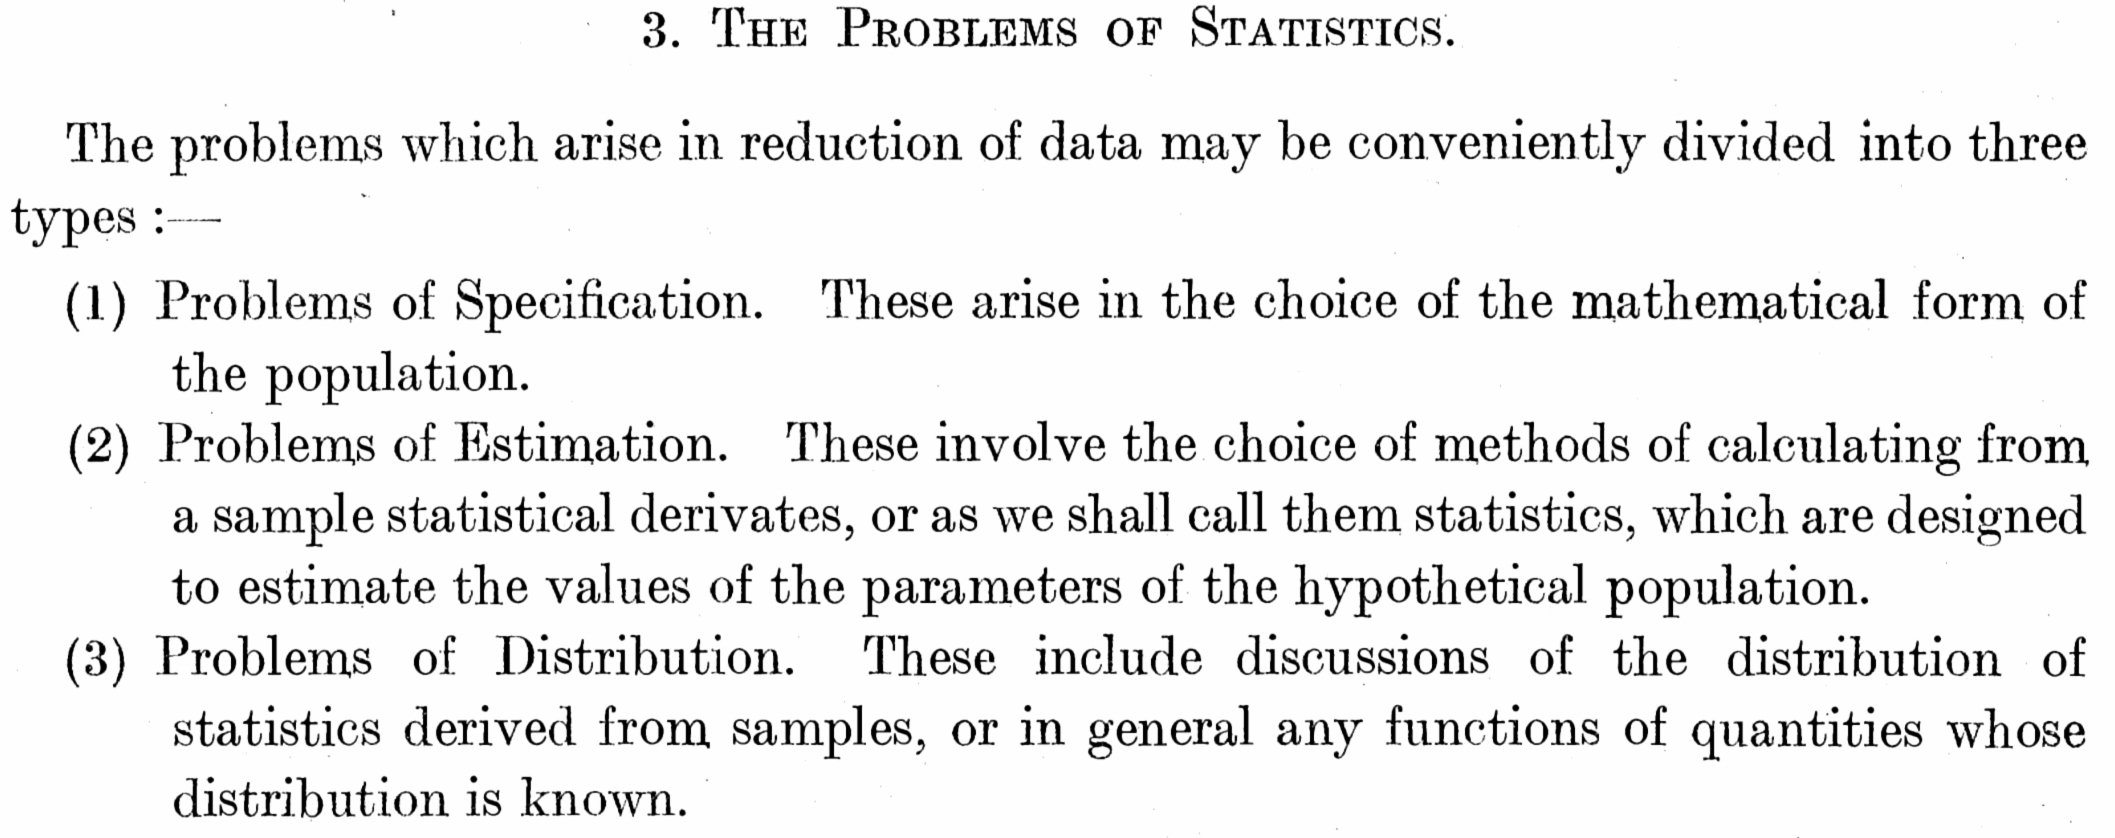 3. The Problems of Statistics.
The problems which arise in reduction of data may be conveniently divided into three
types :—
(1) Problems of Specification. These arise in the choice of the mathematical form of
the population.
(2) Problems of Estimation. These involve the choice of methods of calculating from
a sample statistical derivates, or as we shall call them statistics, which are designed
to estimate the values of the parameters of the hypothetical population.
(3) Problems of Distribution. These include discussions of the distribution of
statistics derived from samples, or in general any functions of quantities whose
distribution is known.